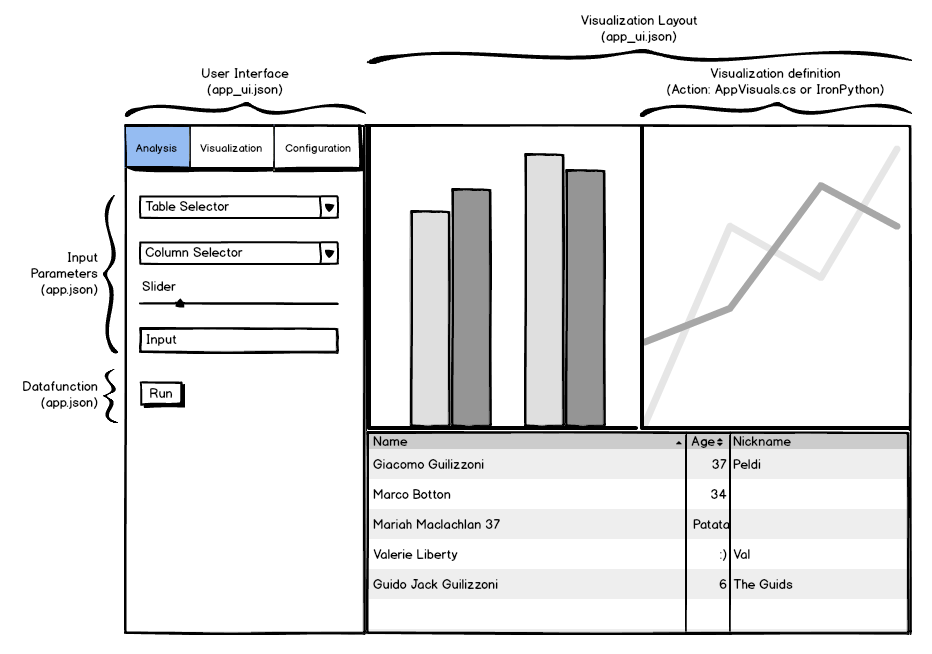 Visualization Layout
(app_ui.json)
User Interface
(app_ui.json)
Visualization definition
(Action: AppVisuals.cs or IronPython)
Analysis Visualization Configuration
Table Selector
Column Selector
Slider
Input
Run
Input
Parameters
(app.json)
Datafunction
(app.json)
Name Age Nickname
Giacomo Guilizzoni 37 Peldi
Marco Botton 34
Mariah Maclachlan 37 Patata
Valerie Liberty :) Val
Guido Jack Guilizzoni 6 The Guids